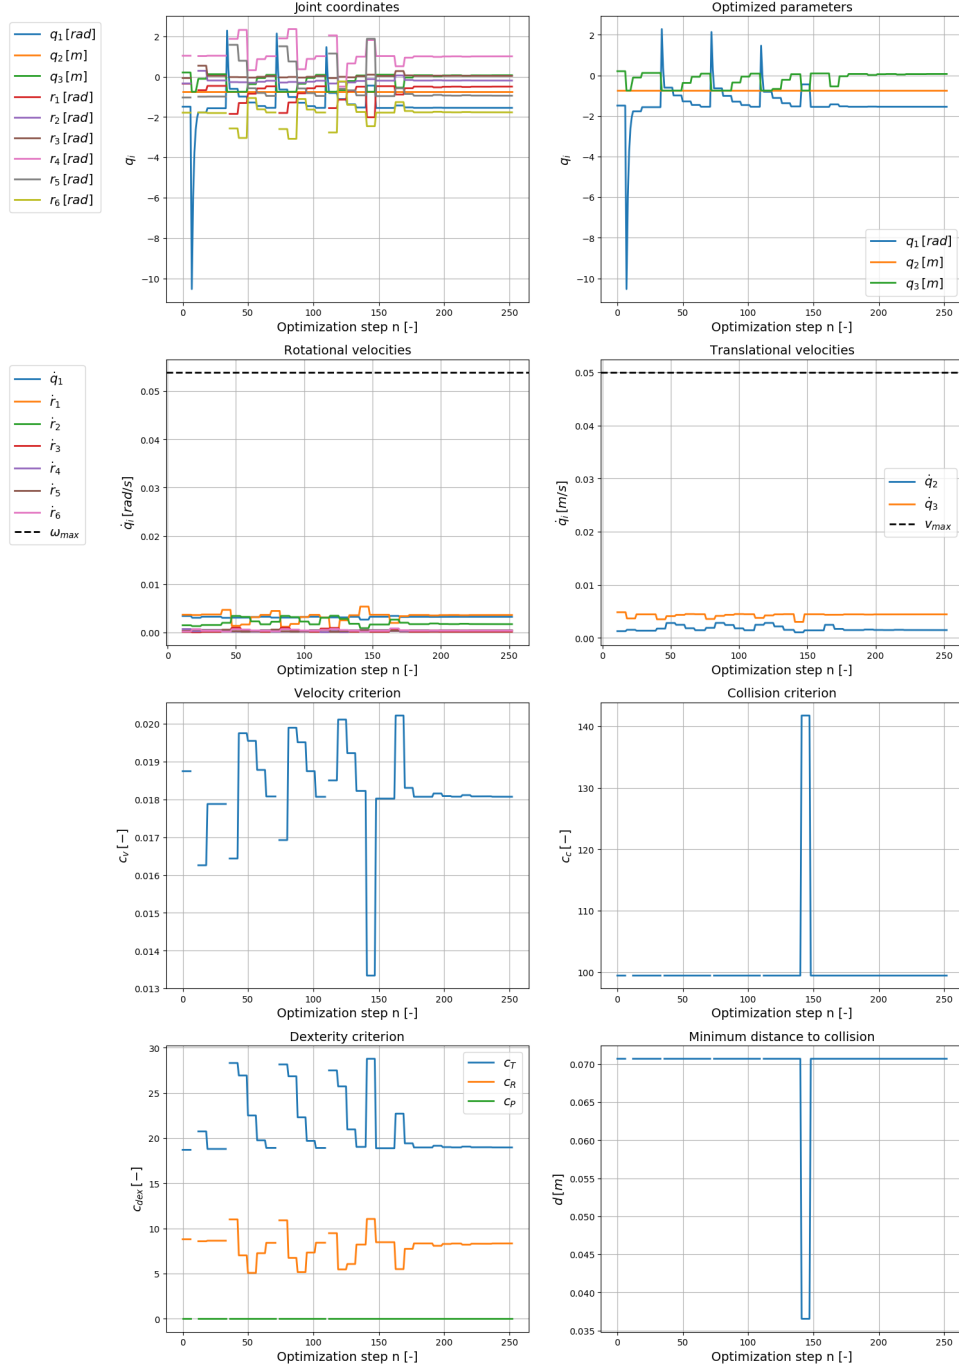 Joint coordinates
q₁ [rad]
q₂ [m]
q₃ [m]
r₁ [rad]
r₂ [rad]
r₃ [rad]
r₄ [rad]
r₅ [rad]
r₆ [rad]
2
0
−2
−4
−6
−8
−10
qᵢ
0 50 100 150 200 250
Optimization step n [-]
Optimized parameters
2
0
−2
−4
−6
−8
−10
qᵢ
q₁ [rad]
q₂ [m]
q₃ [m]
0 50 100 150 200 250
Optimization step n [-]
Rotational velocities
q̇₁
ṙ₁
ṙ₂
ṙ₃
ṙ₄
ṙ₅
ṙ₆
ω_max
0.05
0.04
0.03
0.02
0.01
0.00
q̇ᵢ [rad/s]
0 50 100 150 200 250
Optimization step n [-]
Translational velocities
0.05
0.04
0.03
0.02
0.01
0.00
q̇ᵢ [m/s]
q̇₂
q̇₃
v_max
0 50 100 150 200 250
Optimization step n [-]
Velocity criterion
0.020
0.019
0.018
0.017
0.016
0.015
0.014
0.013
c_v [−]
0 50 100 150 200 250
Optimization step n [-]
Collision criterion
140
130
120
110
100
c_c [−]
0 50 100 150 200 250
Optimization step n [-]
Dexterity criterion
30
25
20
15
10
5
0
c_dex [−]
c_T
c_R
c_P
0 50 100 150 200 250
Optimization step n [-]
Minimum distance to collision
0.070
0.065
0.060
0.055
0.050
0.045
0.040
0.035
d [m]
0 50 100 150 200 250
Optimization step n [-]